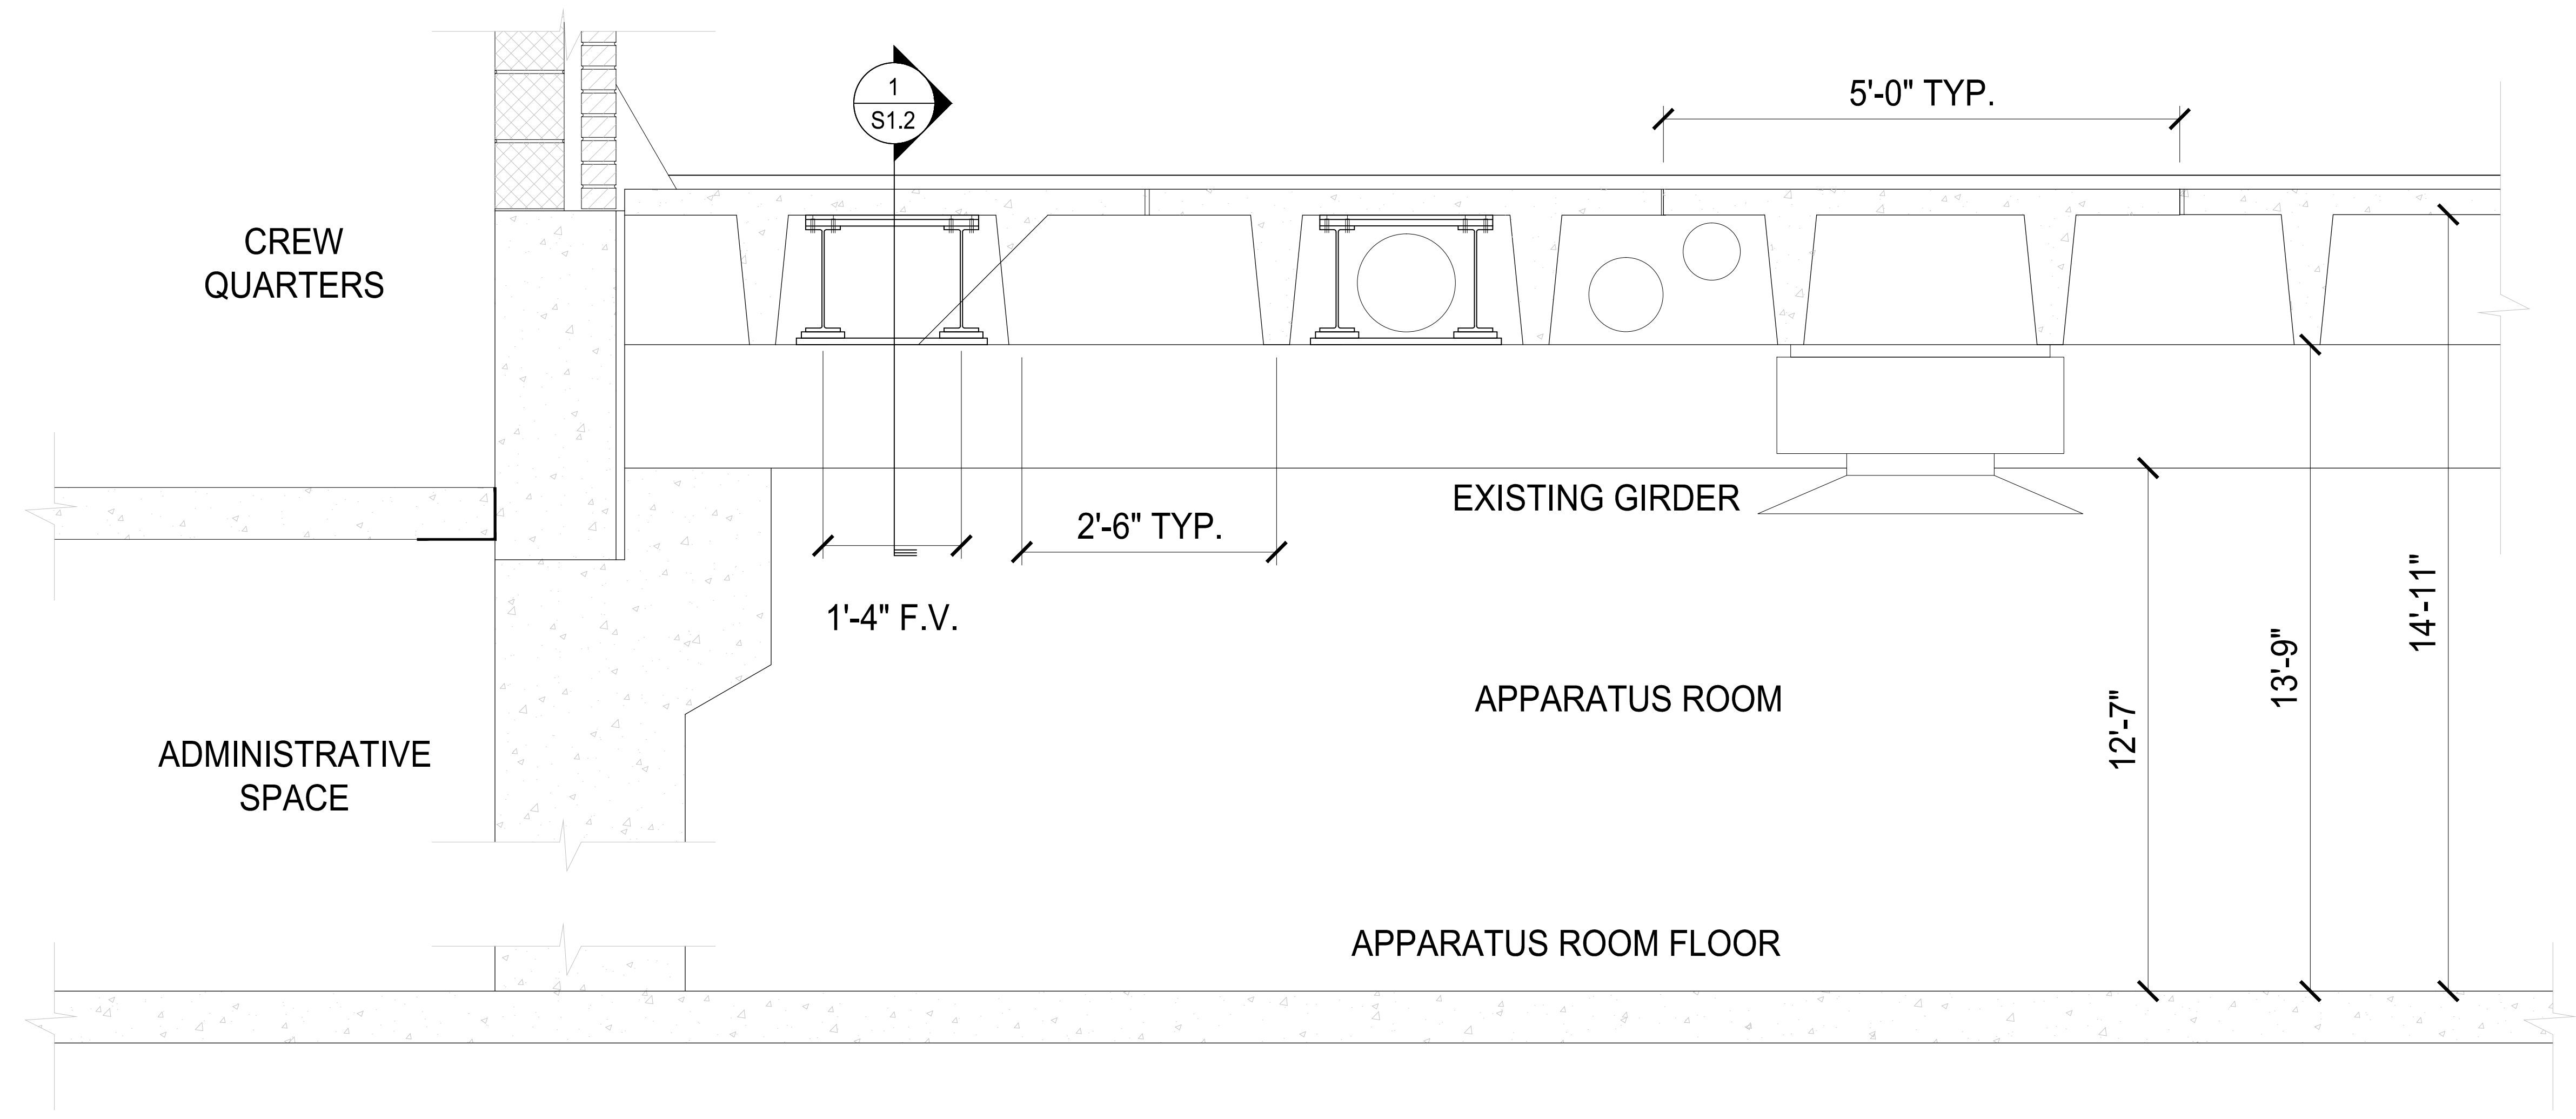 1
S1.2
5'-0" TYP.
CREW
QUARTERS
EXISTING GIRDER
2'-6" TYP.
1'-4" F.V.
14'-11"
13'-9"
12'-7"
APPARATUS ROOM
ADMINISTRATIVE
SPACE
APPARATUS ROOM FLOOR